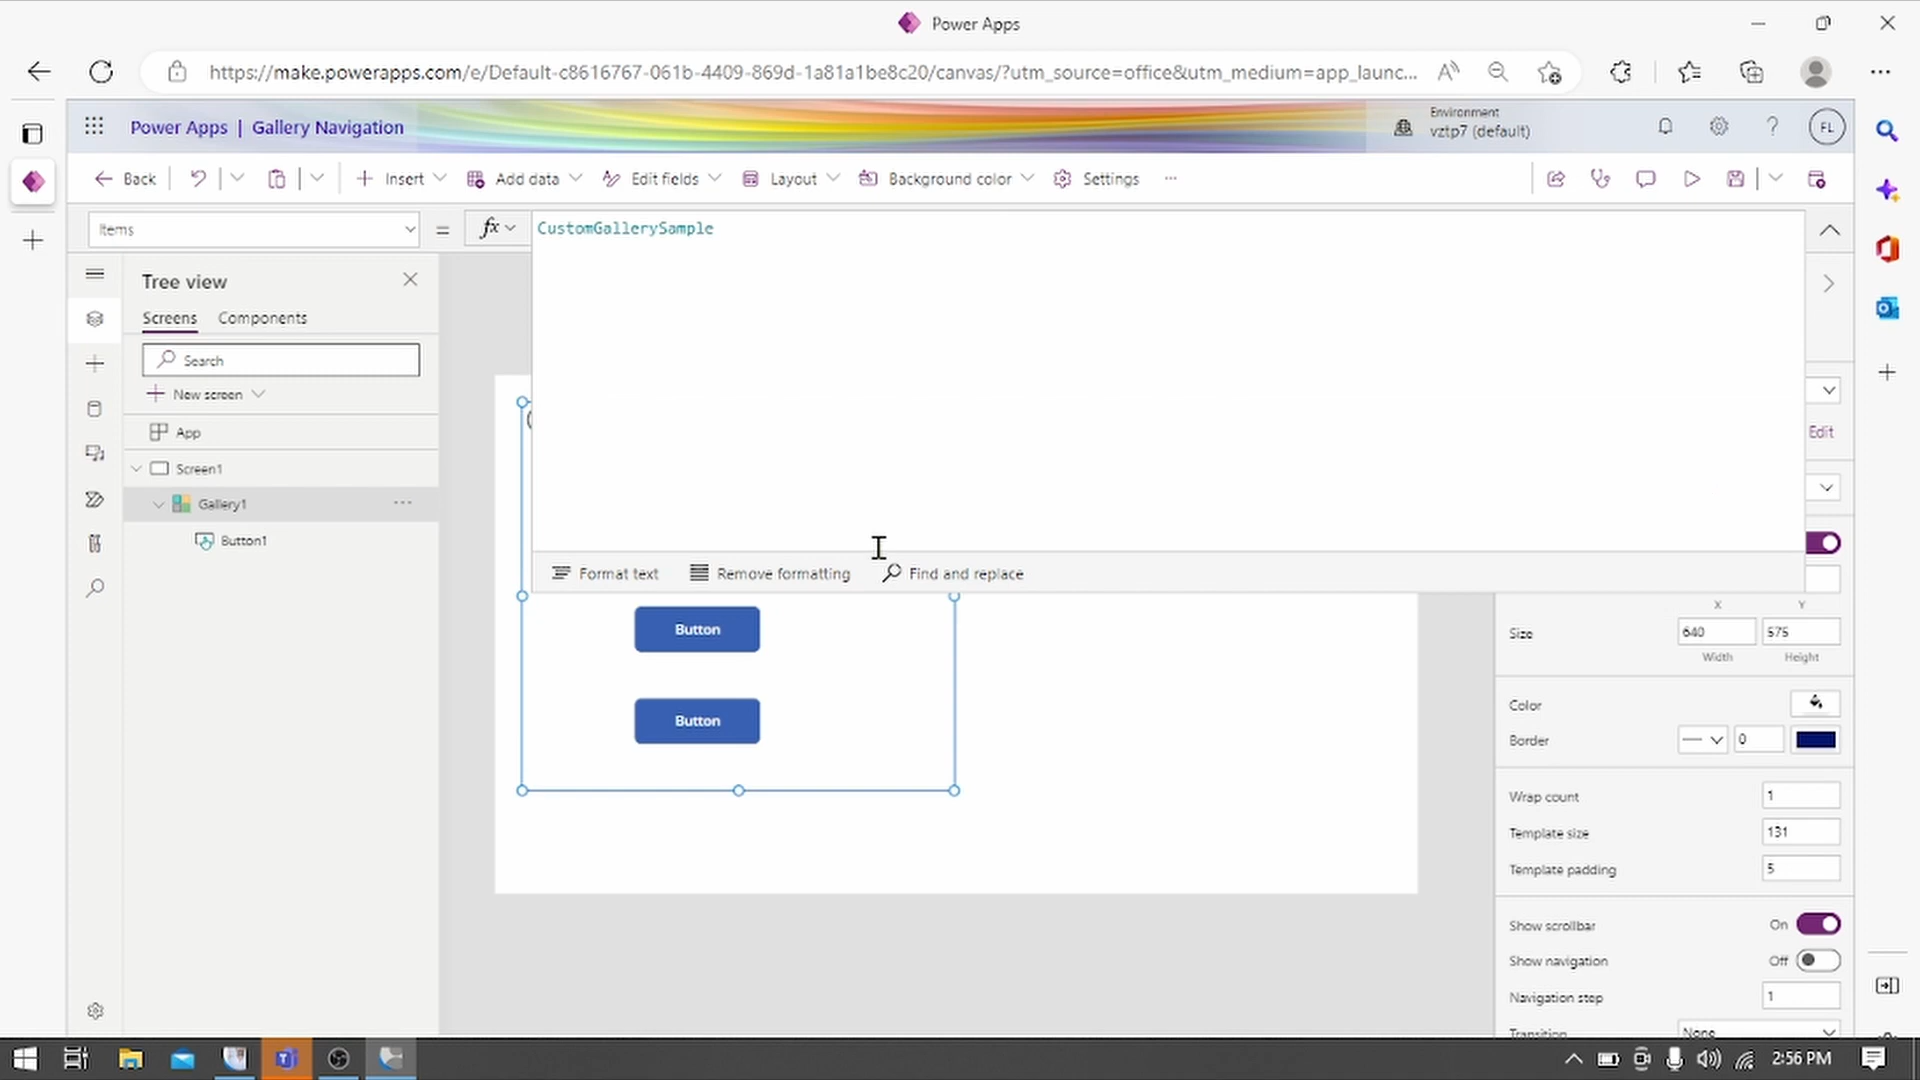 Power Apps
https://make.powerapps.com/e/Default-c8616767-061b-4409-869d-1a81a1be8c20/canvas/?utm_source=office&utm_medium=app_launc...
Power Apps | Gallery Navigation
Environment
vztp7 (default)
FL
Back
Insert
Add data
Edit fields
Layout
Background color
Settings
Items
=
fx
CustomGallerySample
Tree view
Screens
Components
Search
New screen
App
Screen1
Gallery1
Button1
Edit
Format text
Remove formatting
Find and replace
Button
Button
X
Y
Size
640
575
Width
Height
Color
Border
0
Wrap count
1
Template size
131
Template padding
5
Show scrollbar
On
Show navigation
Off
Navigation step
1
Transition
None
2:56 PM